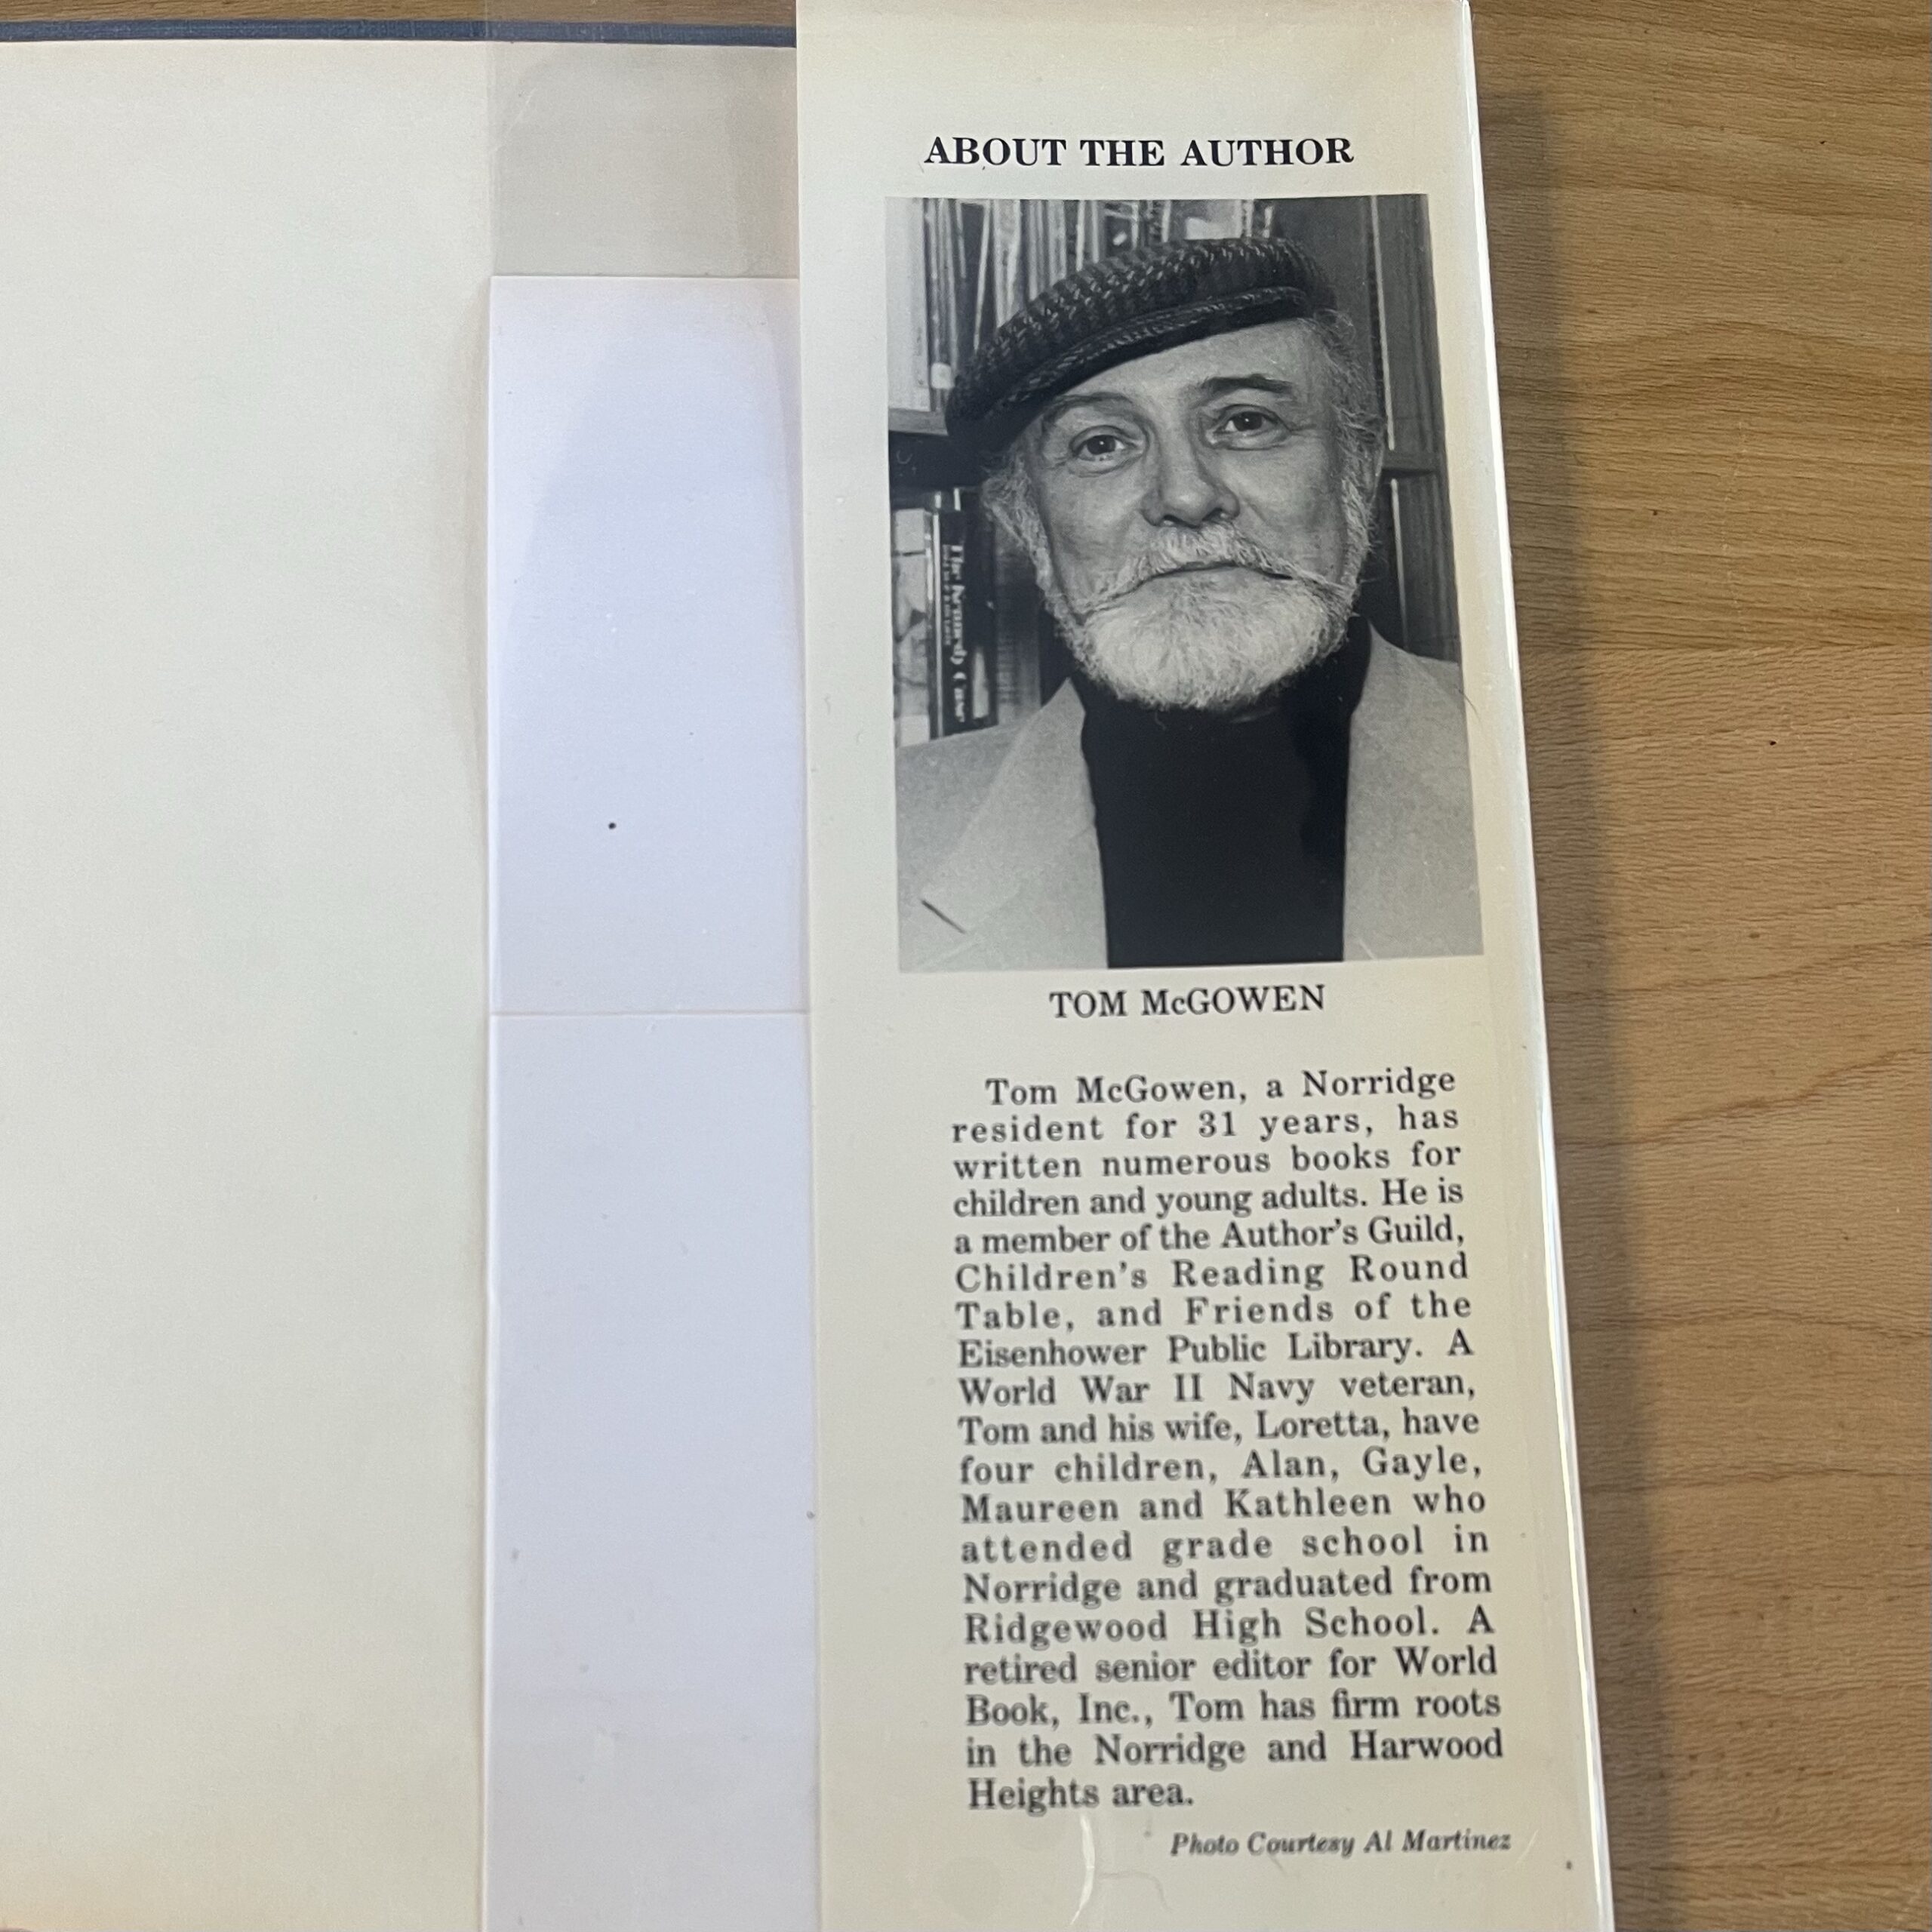 ABOUT THE AUTHOR
The Kennedy Case
TOM McGOWEN
Tom McGowen, a Norridge
resident for 31 years, has
written numerous books for
children and young adults. He is
a member of the Author's Guild,
Children's Reading Round
Table, and Friends of the
Eisenhower Public Library. A
World War II Navy veteran,
Tom and his wife, Loretta, have
four children, Alan, Gayle,
Maureen and Kathleen who
attended grade school in
Norridge and graduated from
Ridgewood High School. A
retired senior editor for World
Book, Inc., Tom has firm roots
in the Norridge and Harwood
Heights area.
Photo Courtesy Al Martinez